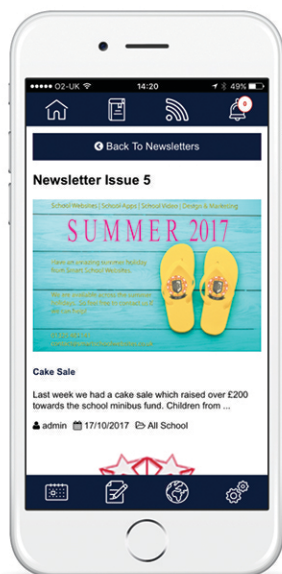 O2-UK 14:20 49%
0
Back To Newsletters
Newsletter Issue 5
School Websites | School Apps | School Video | Design & Marketing
SUMMER 2017
Cake Sale
Last week we had a cake sale which raised over £200
towards the school minibus fund. Children from ...
admin 17/10/2017 All School